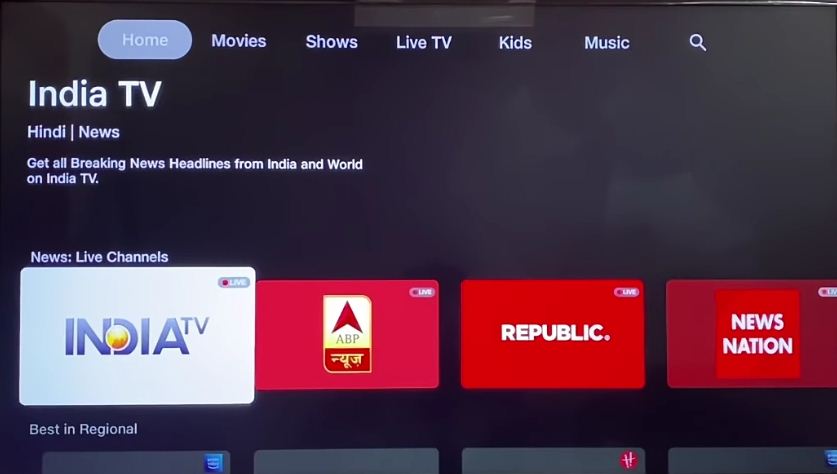 Home Movies Shows Live TV Kids Music
India TV
Hindi | News
Get all Breaking News Headlines from India and World
on India TV.
News: Live Channels
LIVE
LIVE
LIVE
LIV
INDIA TV
ABP
न्यूज़
REPUBLIC.
NEWS
NATION
Best in Regional